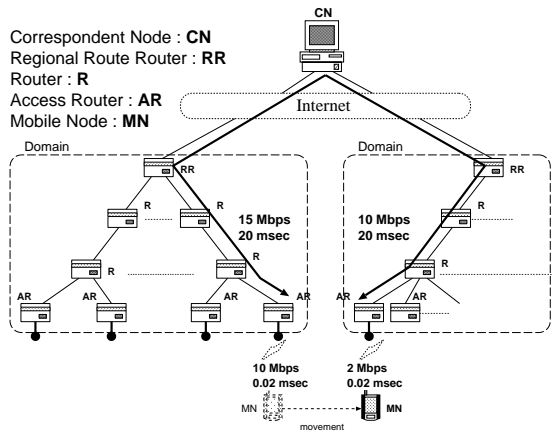 CN
Correspondent Node : CN
Regional Route Router : RR
Router : R
Access Router : AR
Mobile Node : MN
Internet
Domain
Domain
RR
RR
R
R
R
15 Mbps
20 msec
10 Mbps
20 msec
R
R
R
AR
AR
AR
AR
AR
AR
10 Mbps
0.02 msec
2 Mbps
0.02 msec
MN
MN
movement